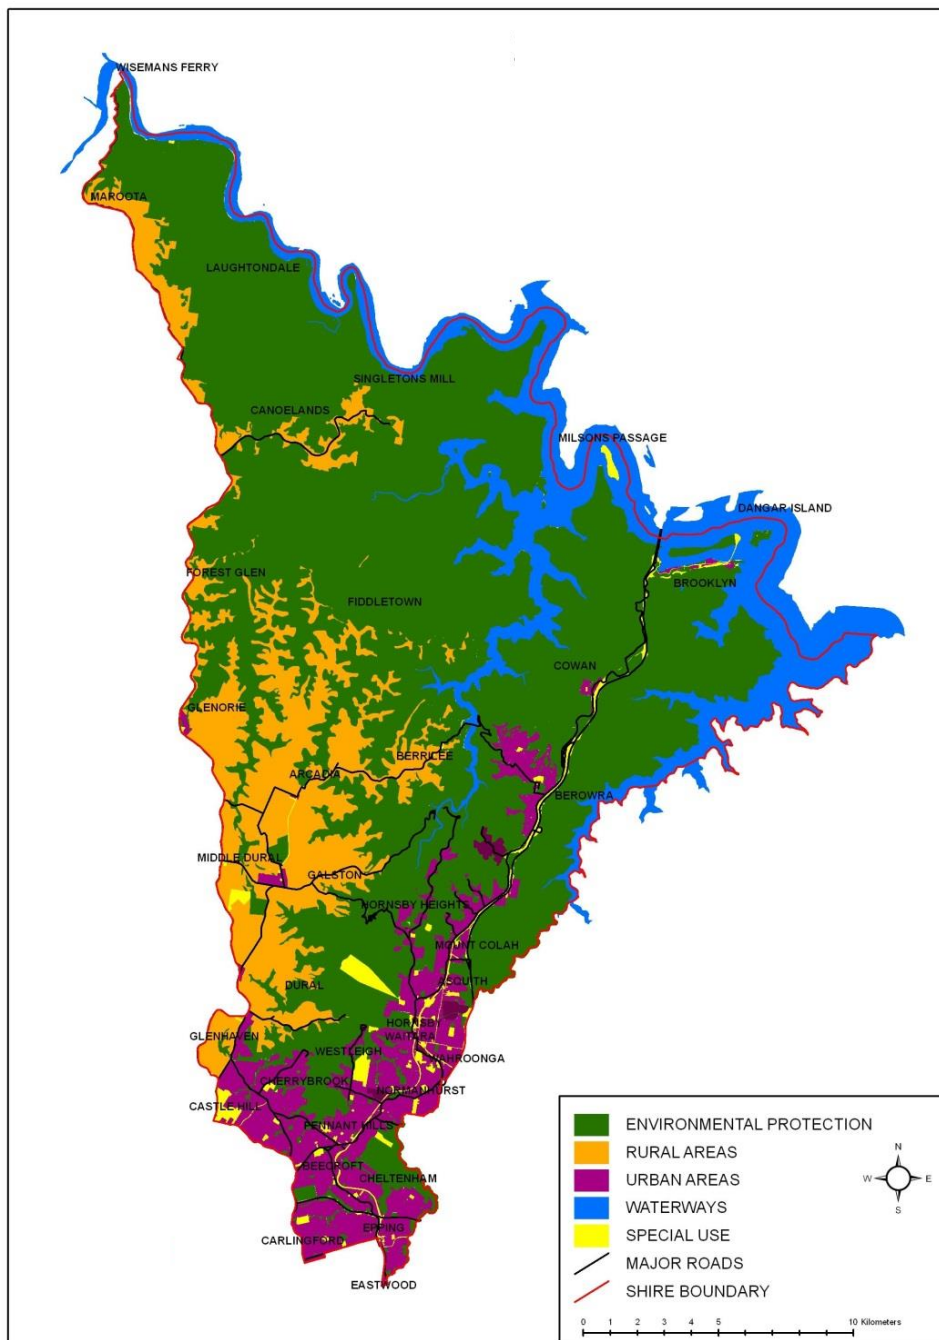 WISEMANS FERRY
MAROOTA
LAUGHTONDALE
SINGLETONS MILL
CANOELANDS
MILSONS PASSAGE
DANGAR ISLAND
FOREST GLEN
BROOKLYN
FIDDLETOWN
COWAN
GLENORIE
BERRILEE
ARCADIA
BEROWRA
MIDDLE DURAL
GALSTON
HORNSBY HEIGHTS
MOUNT COLAH
ASQUITH
DURAL
HORNSBY
GLENHAVEN
WAITARA
WESTLEIGH
WAHROONGA
CHERRYBROOK
NORMANHURST
CASTLE HILL
PENNANT HILLS
BEECROFT
CHELTENHAM
EPPING
CARLINGFORD
EASTWOOD
ENVIRONMENTAL PROTECTION
RURAL AREAS
URBAN AREAS
WATERWAYS
SPECIAL USE
MAJOR ROADS
SHIRE BOUNDARY
N
W E
S
0 1 2 3 4 5 10 Kilometers